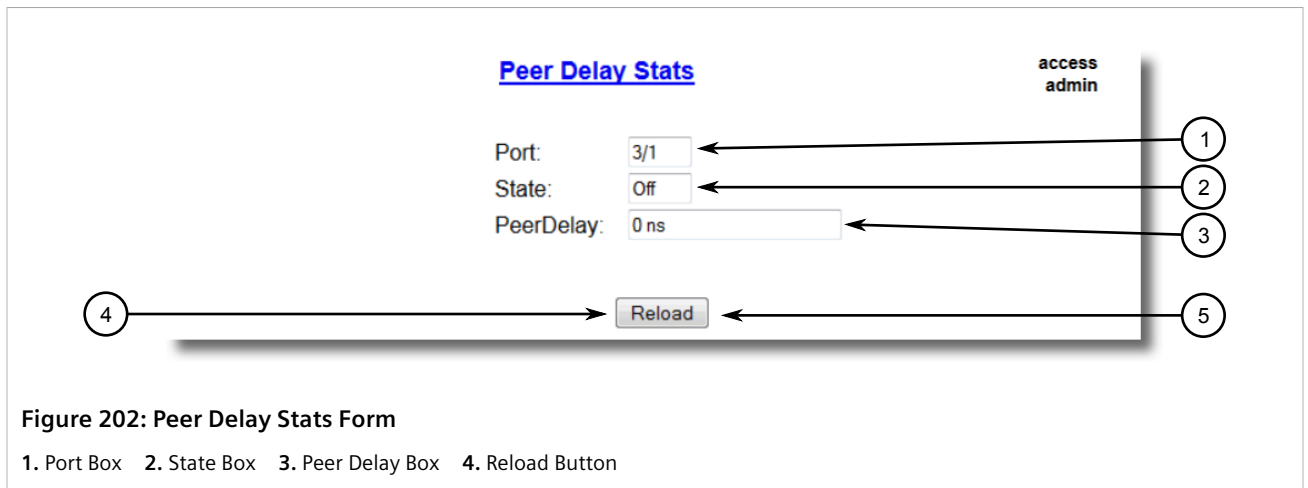 Peer Delay Stats
access
admin
Port: 3/1
1
State: Off
2
PeerDelay: 0 ns
3
4
Reload
5
Figure 202: Peer Delay Stats Form
1. Port Box 2. State Box 3. Peer Delay Box 4. Reload Button